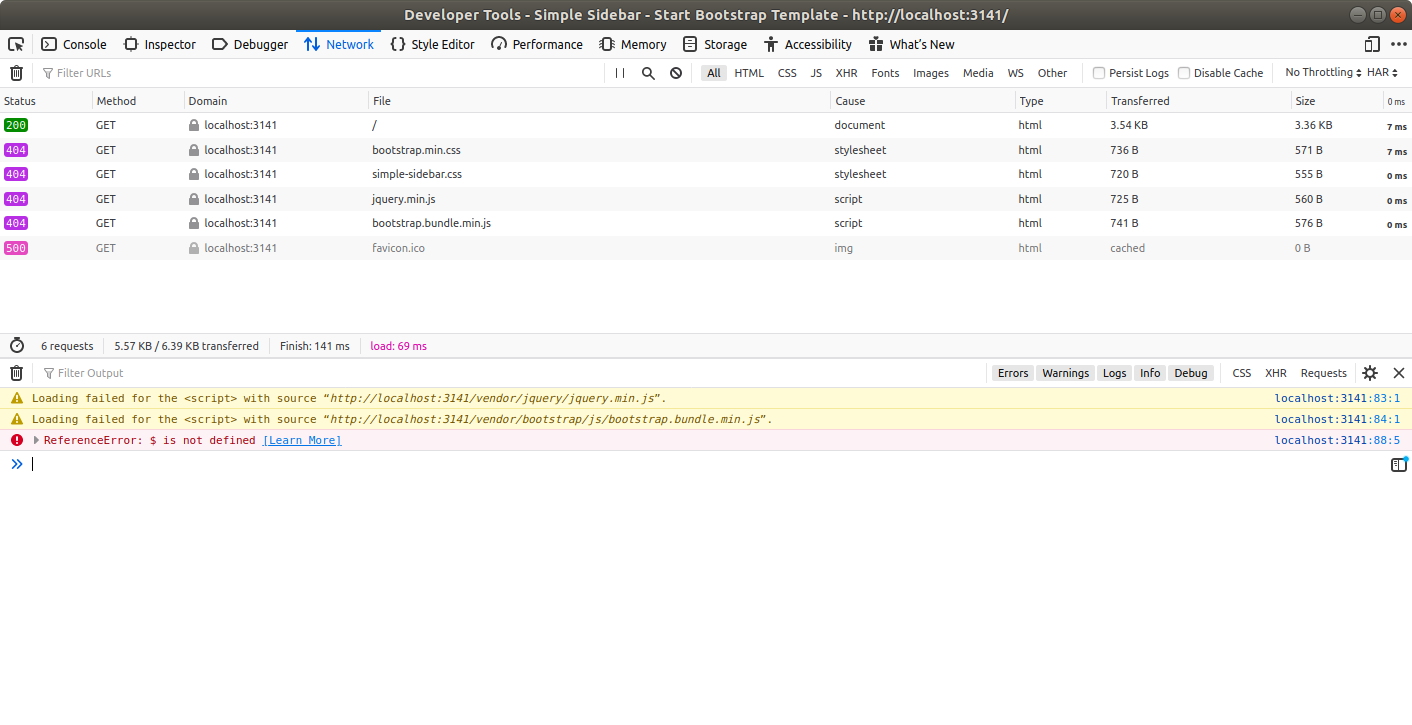 Developer Tools - Simple Sidebar - Start Bootstrap Template - http://localhost:3141/
Console Inspector Debugger Network Style Editor Performance Memory Storage Accessibility What's New
Filter URLs All HTML CSS JS XHR Fonts Images Media WS Other Persist Logs Disable Cache No Throttling HAR
Status Method Domain File Cause Type Transferred Size 0 ms
200 GET localhost:3141 / document html 3.54 KB 3.36 KB 7 ms
404 GET localhost:3141 bootstrap.min.css stylesheet html 736 B 571 B 7 ms
404 GET localhost:3141 simple-sidebar.css stylesheet html 720 B 555 B 0 ms
404 GET localhost:3141 jquery.min.js script html 725 B 560 B 0 ms
404 GET localhost:3141 bootstrap.bundle.min.js script html 741 B 576 B 0 ms
500 GET localhost:3141 favicon.ico img html cached 0 B
6 requests 5.57 KB / 6.39 KB transferred Finish: 141 ms load: 69 ms
Filter Output Errors Warnings Logs Info Debug CSS XHR Requests
Loading failed for the <script> with source “http://localhost:3141/vendor/jquery/jquery.min.js”. localhost:3141:83:1
Loading failed for the <script> with source “http://localhost:3141/vendor/bootstrap/js/bootstrap.bundle.min.js”. localhost:3141:84:1
ReferenceError: $ is not defined [Learn More] localhost:3141:88:5